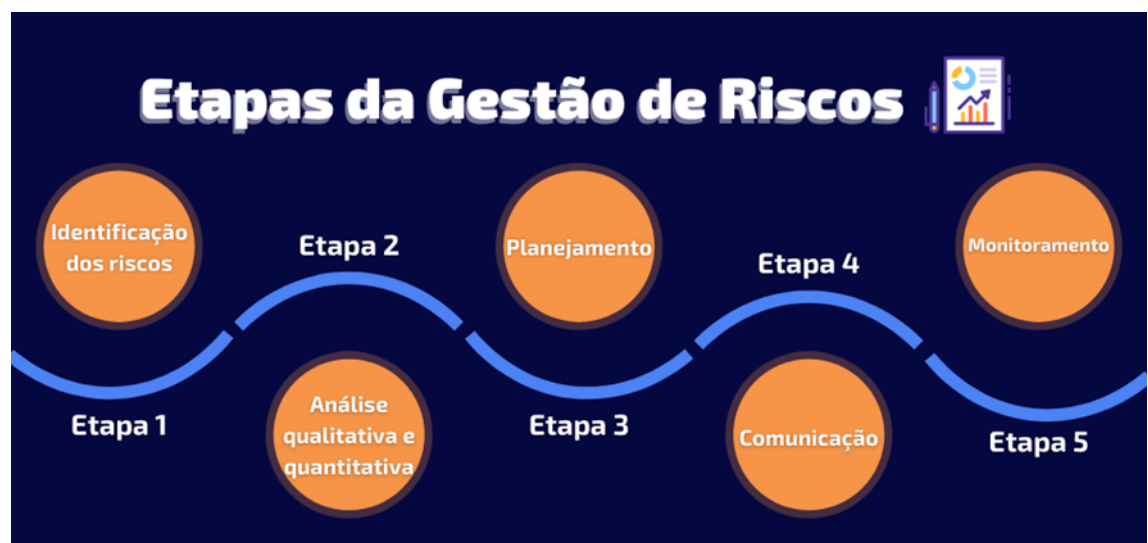 Etapas da Gestão de Riscos
Identificação
dos riscos
Etapa 1
Etapa 2
Análise
qualitativa e
quantitativa
Planejamento
Etapa 3
Etapa 4
Comunicação
Monitoramento
Etapa 5